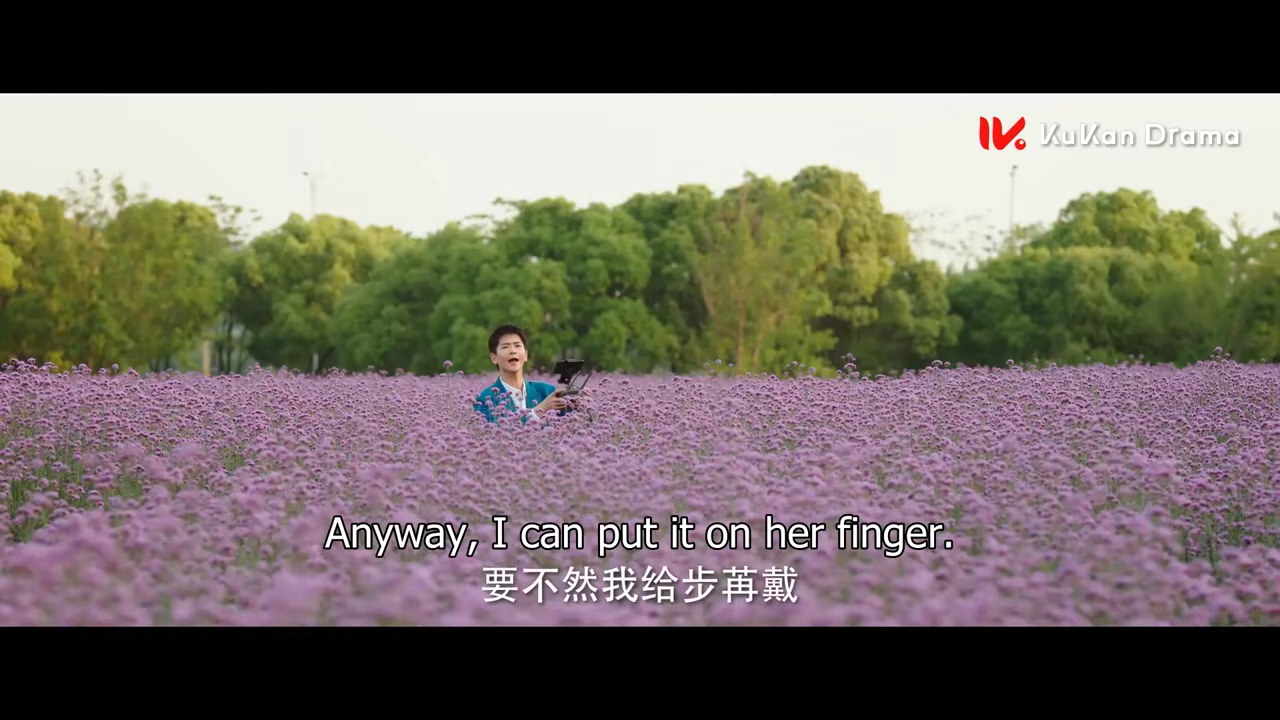 KuKan Drama
Anyway, I can put it on her finger.
要不然我给步苒戴